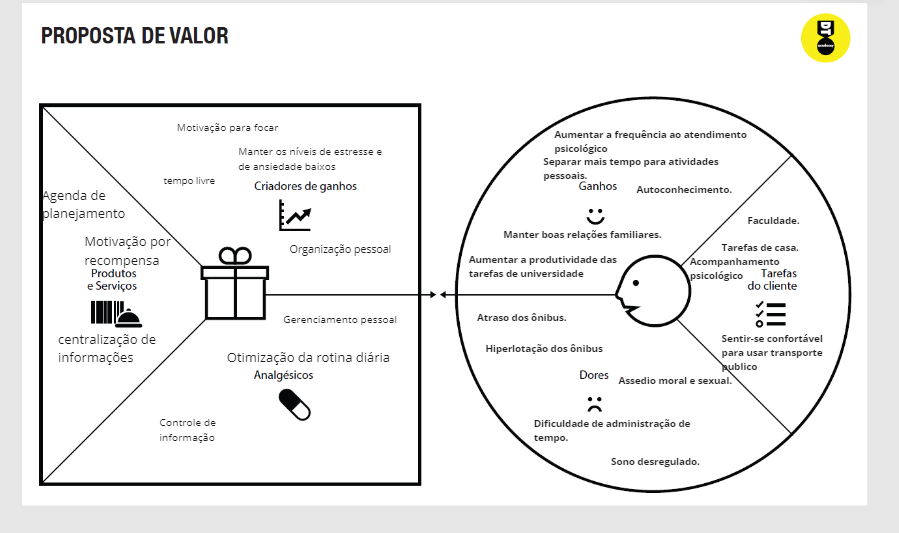 PROPOSTA DE VALOR
Motivação para focar
Manter os níveis de estresse e
de ansiedade baixos
tempo livre
Criadores de ganhos
Organização pessoal
Agenda de
planejamento
Motivação por
recompensa
Produtos
e Serviços
centralização de
informações
Gerenciamento pessoal
Otimização da rotina diária
Analgésicos
Controle de
informação
Aumentar a frequência ao atendimento
psicológico
Separar mais tempo para atividades
pessoais.
Ganhos
Autoconhecimento.
Manter boas relações familiares.
Aumentar a produtividade das
tarefas de universidade
Faculdade.
Tarefas de casa.
Acompanhamento
psicológico
Tarefas
do cliente
Sentir-se confortável
para usar transporte
publico
Atraso dos ônibus.
Hiperlotação dos ônibus
Dores
Assedio moral e sexual.
Dificuldade de administração de
tempo.
Sono desregulado.